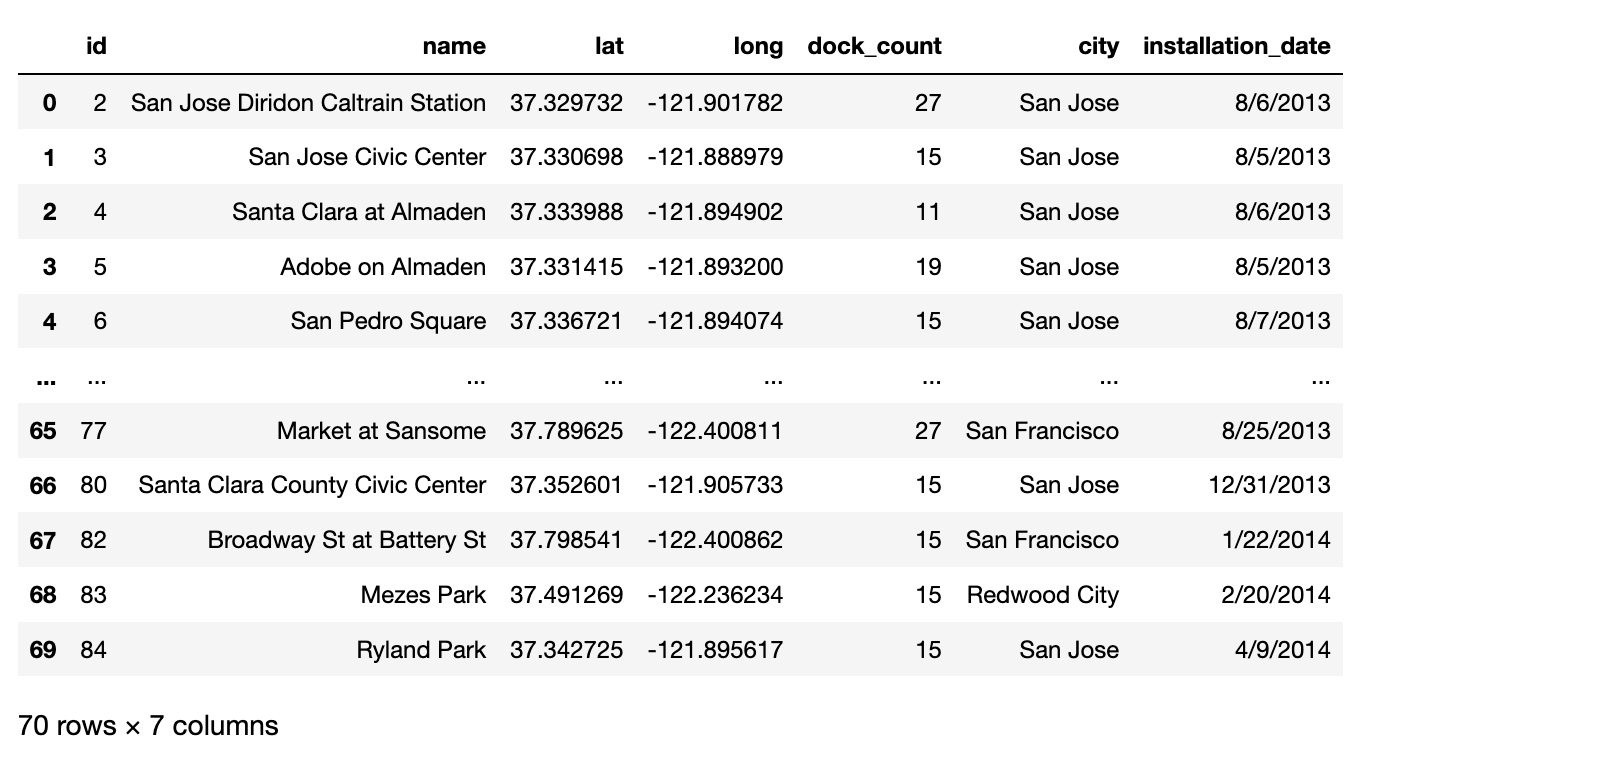 id name lat long dock_count city installation_date
0 2 San Jose Diridon Caltrain Station 37.329732 -121.901782 27 San Jose 8/6/2013
1 3 San Jose Civic Center 37.330698 -121.888979 15 San Jose 8/5/2013
2 4 Santa Clara at Almaden 37.333988 -121.894902 11 San Jose 8/6/2013
3 5 Adobe on Almaden 37.331415 -121.893200 19 San Jose 8/5/2013
4 6 San Pedro Square 37.336721 -121.894074 15 San Jose 8/7/2013
... ... ... ... ... ... ... ...
65 77 Market at Sansome 37.789625 -122.400811 27 San Francisco 8/25/2013
66 80 Santa Clara County Civic Center 37.352601 -121.905733 15 San Jose 12/31/2013
67 82 Broadway St at Battery St 37.798541 -122.400862 15 San Francisco 1/22/2014
68 83 Mezes Park 37.491269 -122.236234 15 Redwood City 2/20/2014
69 84 Ryland Park 37.342725 -121.895617 15 San Jose 4/9/2014
70 rows × 7 columns